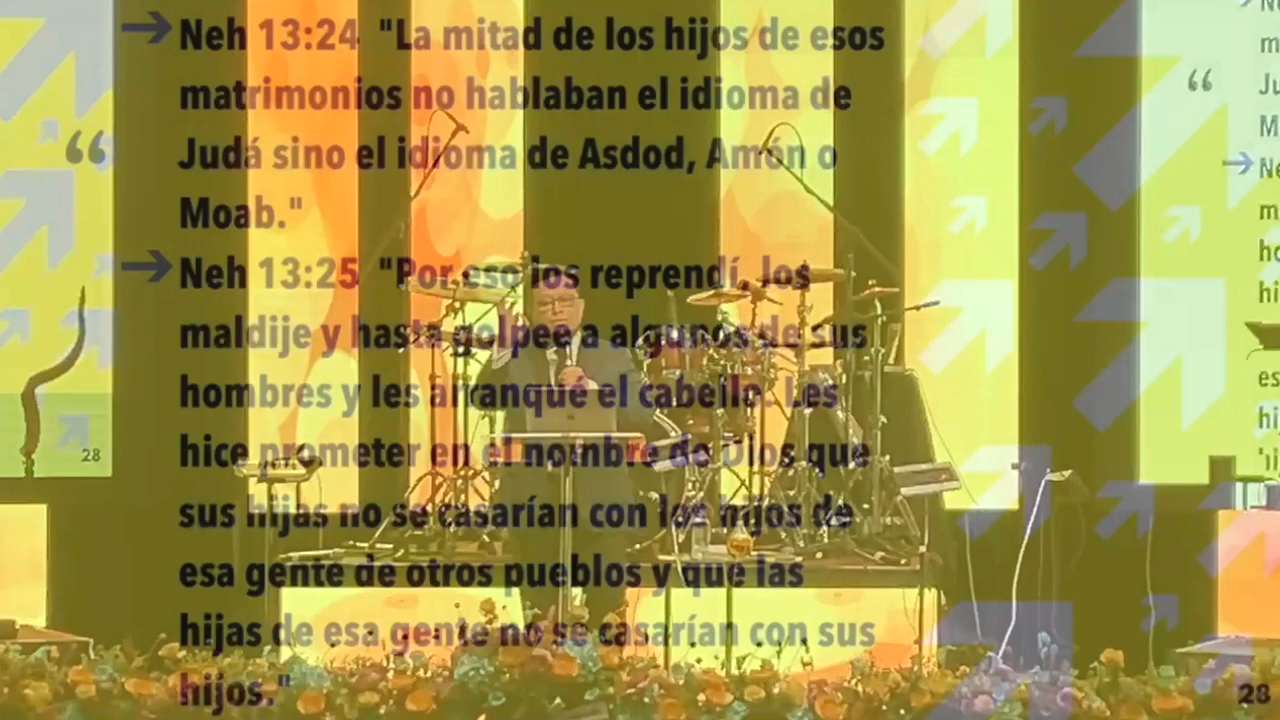 Neh 13:24 "La mitad de los hijos de esos
matrimonios no hablaban el idioma de
Judá sino el idioma de Asdod, Amón o
Moab."
Neh 13:25 "Por eso los reprendí, los
maldije y hasta golpeé a algunos de sus
hombres y les arranqué el cabello. Les
hice prometer en el nombre de Dios que
sus hijas no se casarían con los hijos de
esa gente de otros pueblos y que las
hijas de esa gente no se casarían con sus
hijos."
28
28